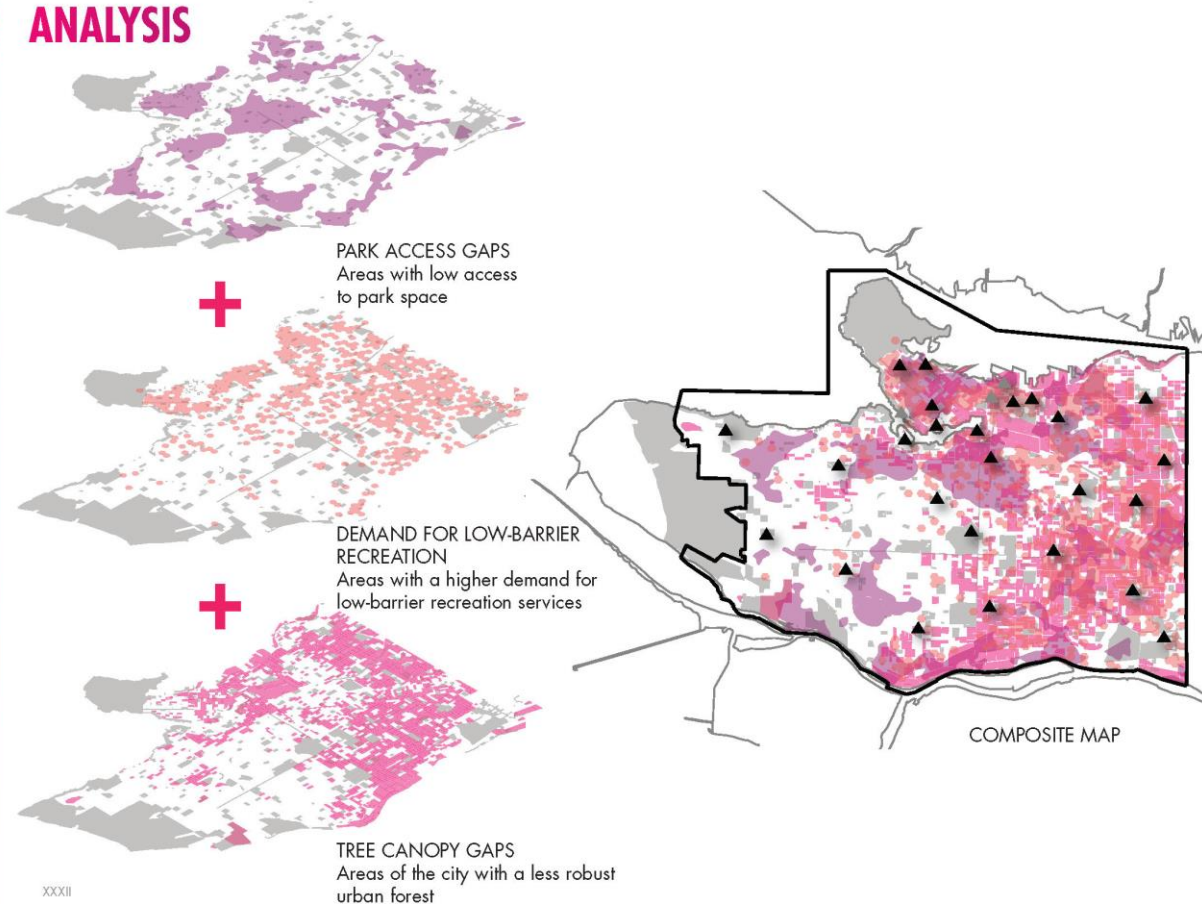 ANALYSIS
PARK ACCESS GAPS
Areas with low access
to park space
DEMAND FOR LOW-BARRIER
RECREATION
Areas with a higher demand for
low-barrier recreation services
TREE CANOPY GAPS
Areas of the city with a less robust
urban forest
COMPOSITE MAP
XXXII